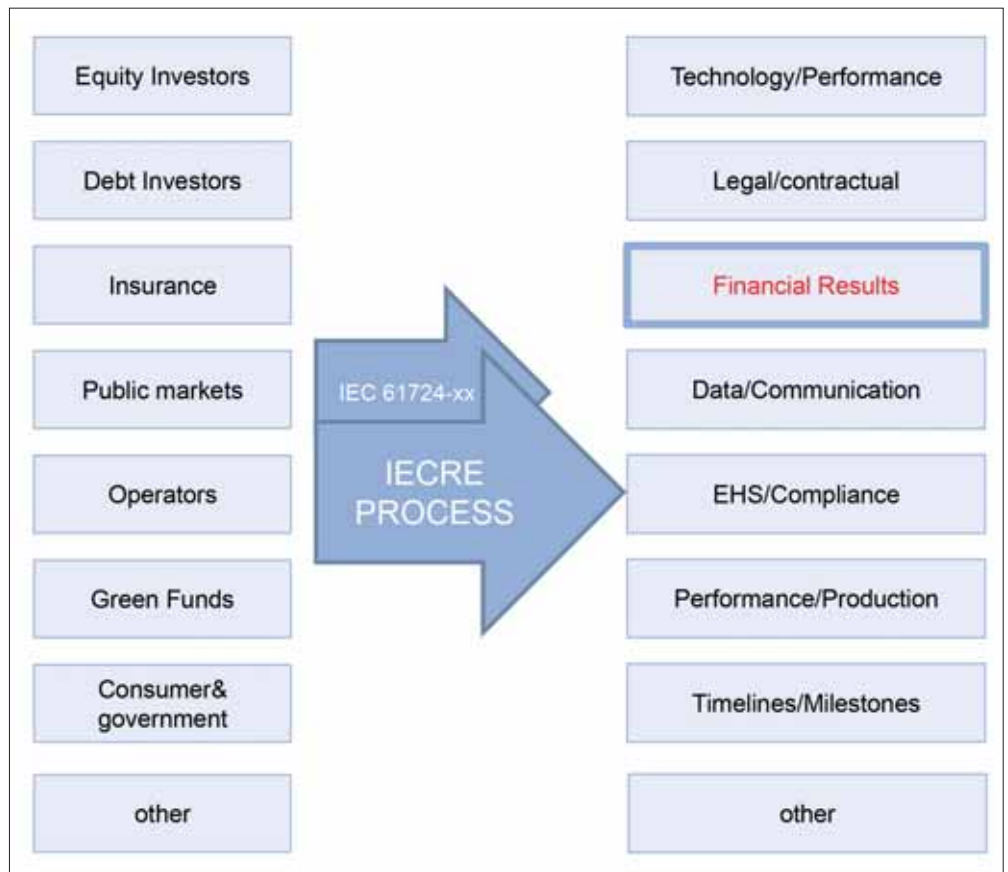 Equity Investors
Debt Investors
Insurance
Public markets
Operators
Green Funds
Consumer&
government
other
IEC 61724-xx
IECRE
PROCESS
Technology/Performance
Legal/contractual
Financial Results
Data/Communication
EHS/Compliance
Performance/Production
Timelines/Milestones
other